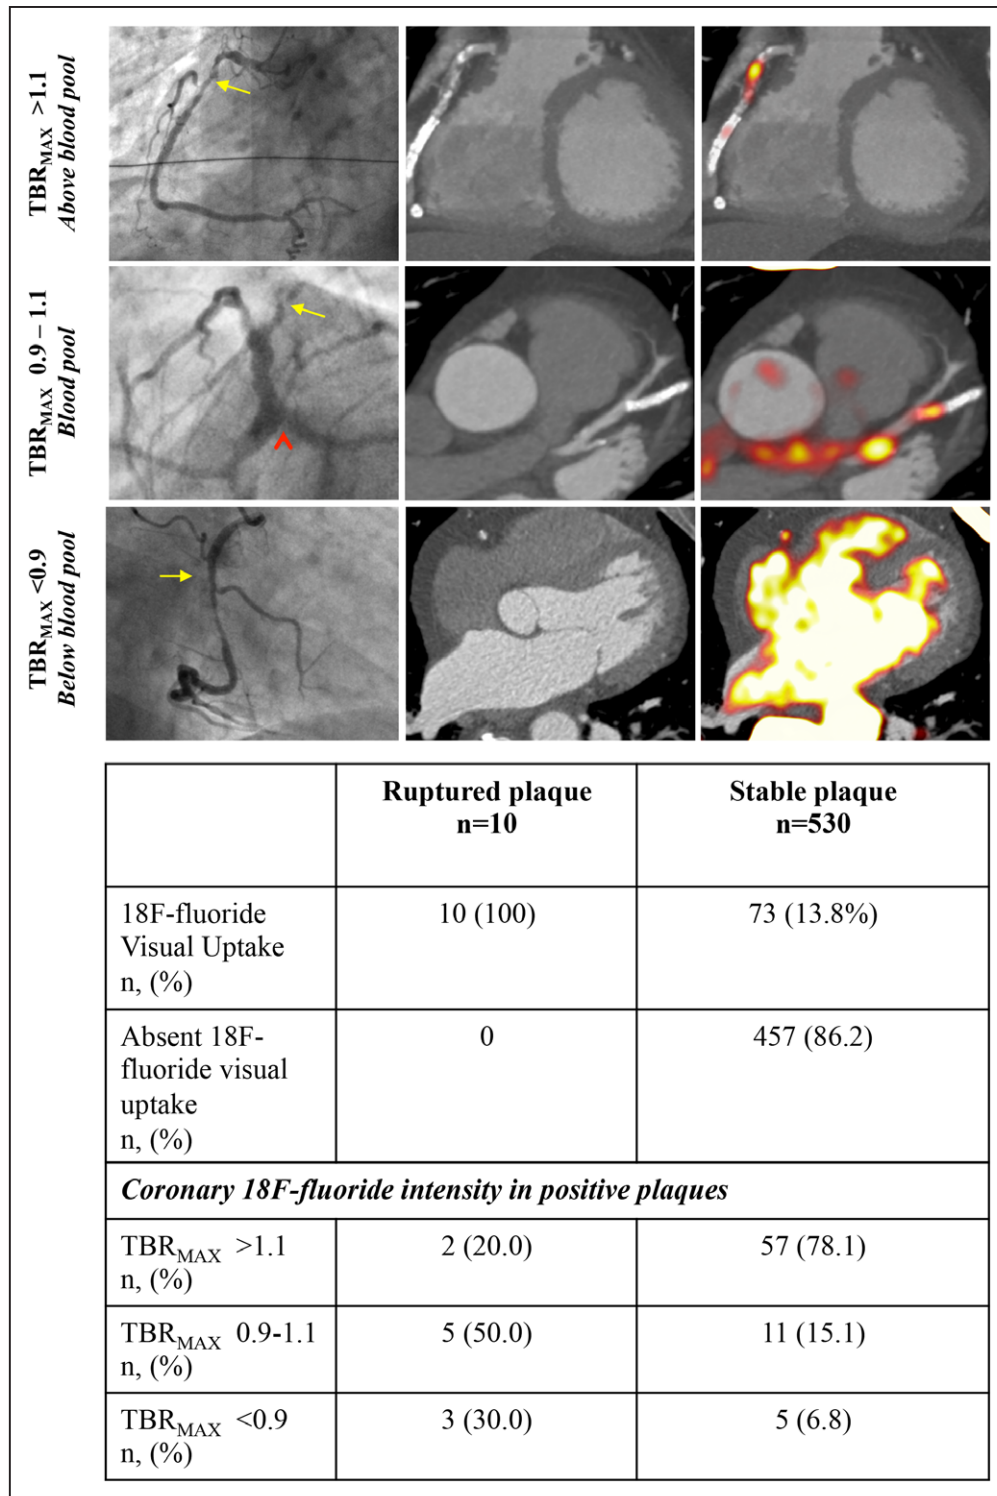 TBRMAX >1.1
Above blood pool
TBRMAX 0.9 – 1.1
Blood pool
TBRMAX <0.9
Below blood pool
Ruptured plaque
n=10
Stable plaque
n=530
18F-fluoride
Visual Uptake
n, (%)
10 (100)
73 (13.8%)
Absent 18F-
fluoride visual
uptake
n, (%)
0
457 (86.2)
Coronary 18F-fluoride intensity in positive plaques
TBRMAX >1.1
n, (%)
2 (20.0)
57 (78.1)
TBRMAX 0.9-1.1
n, (%)
5 (50.0)
11 (15.1)
TBRMAX <0.9
n, (%)
3 (30.0)
5 (6.8)